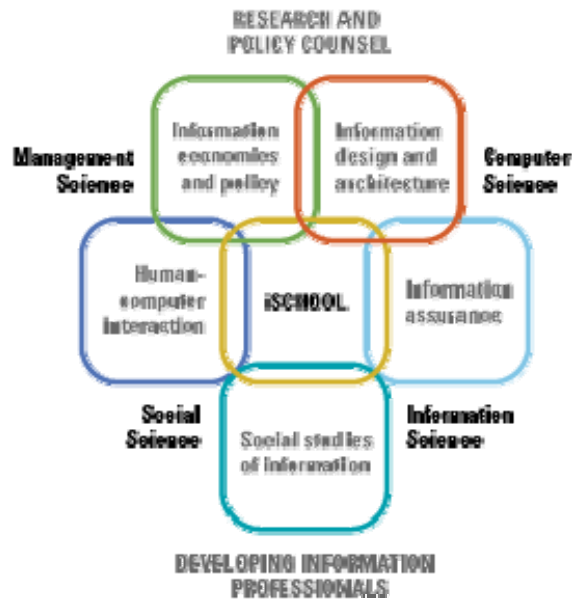 RESEARCH AND
POLICY COUNSEL
Information
economics
and policy
Information
design and
architecture
Management
Science
Computer
Science
Human-
computer
interaction
iSCHOOL
Information
assurance
Social
Science
Information
Science
Social studies
of information
DEVELOPING INFORMATION
PROFESSIONALS